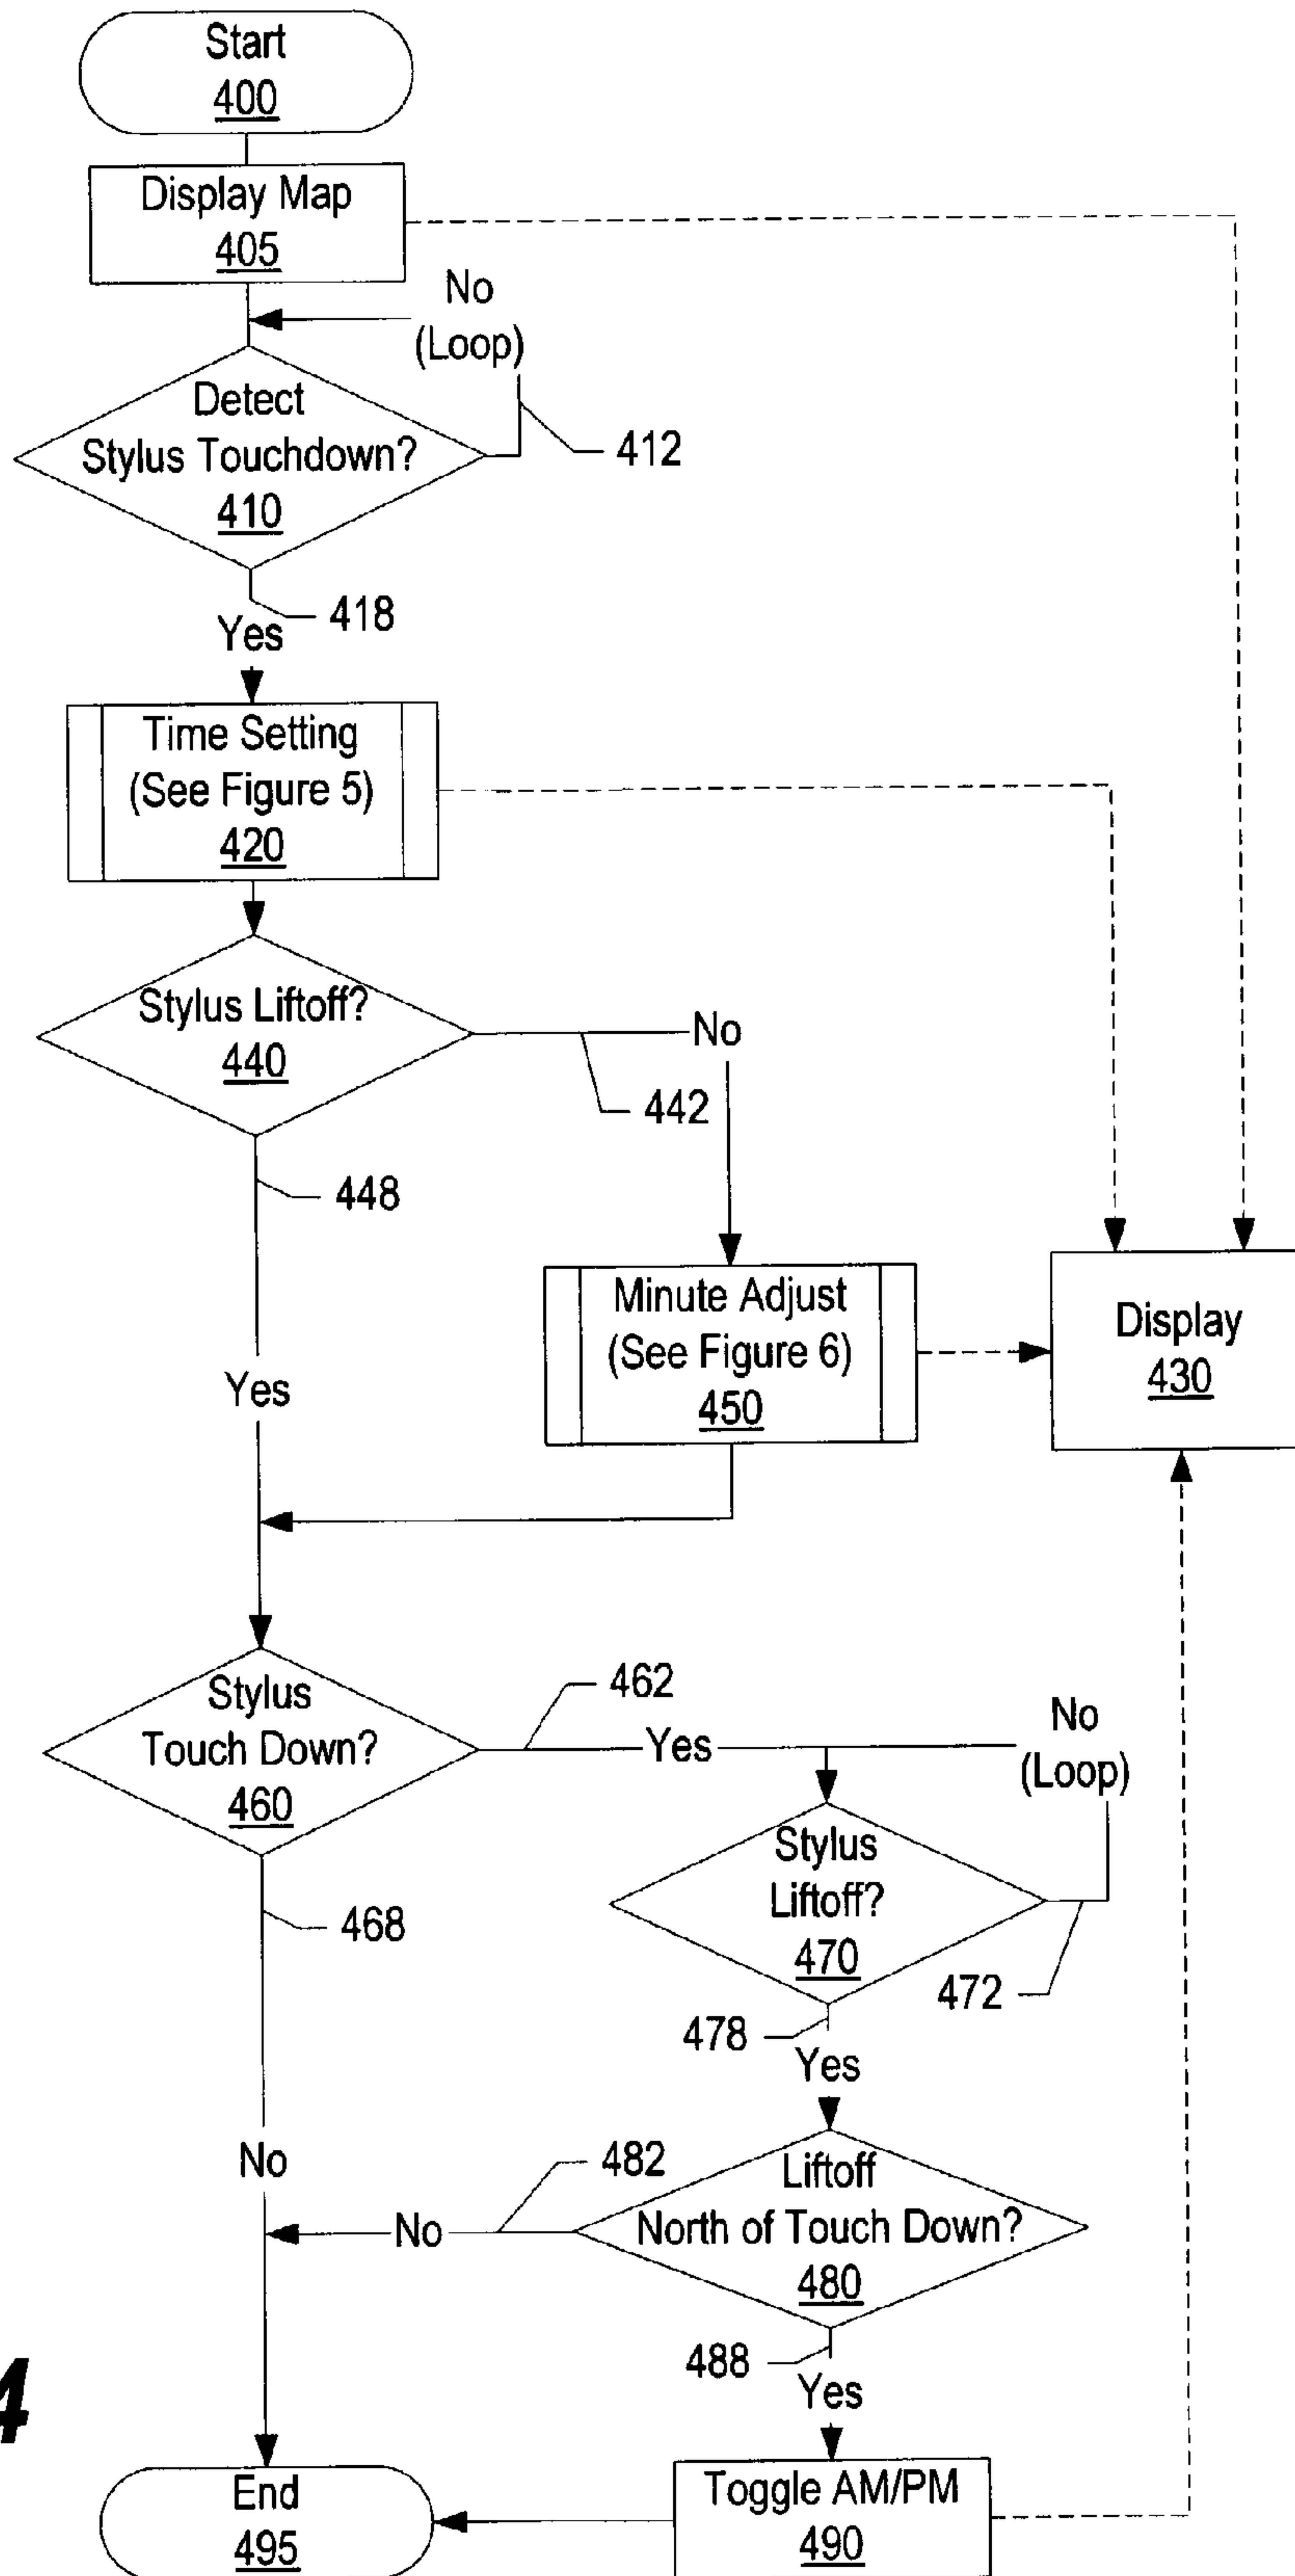 Start
400
Display Map
405
No
(Loop)
Detect
Stylus Touchdown?
410
412
418
Yes
Time Setting
(See Figure 5)
420
Stylus Liftoff?
440
No
442
448
Minute Adjust
(See Figure 6)
450
Display
430
Yes
Stylus
Touch Down?
460
462
Yes
No
(Loop)
Stylus
Liftoff?
470
468
472
478
Yes
No
482
No
Liftoff
North of Touch Down?
480
488
Yes
4
End
495
Toggle AM/PM
490